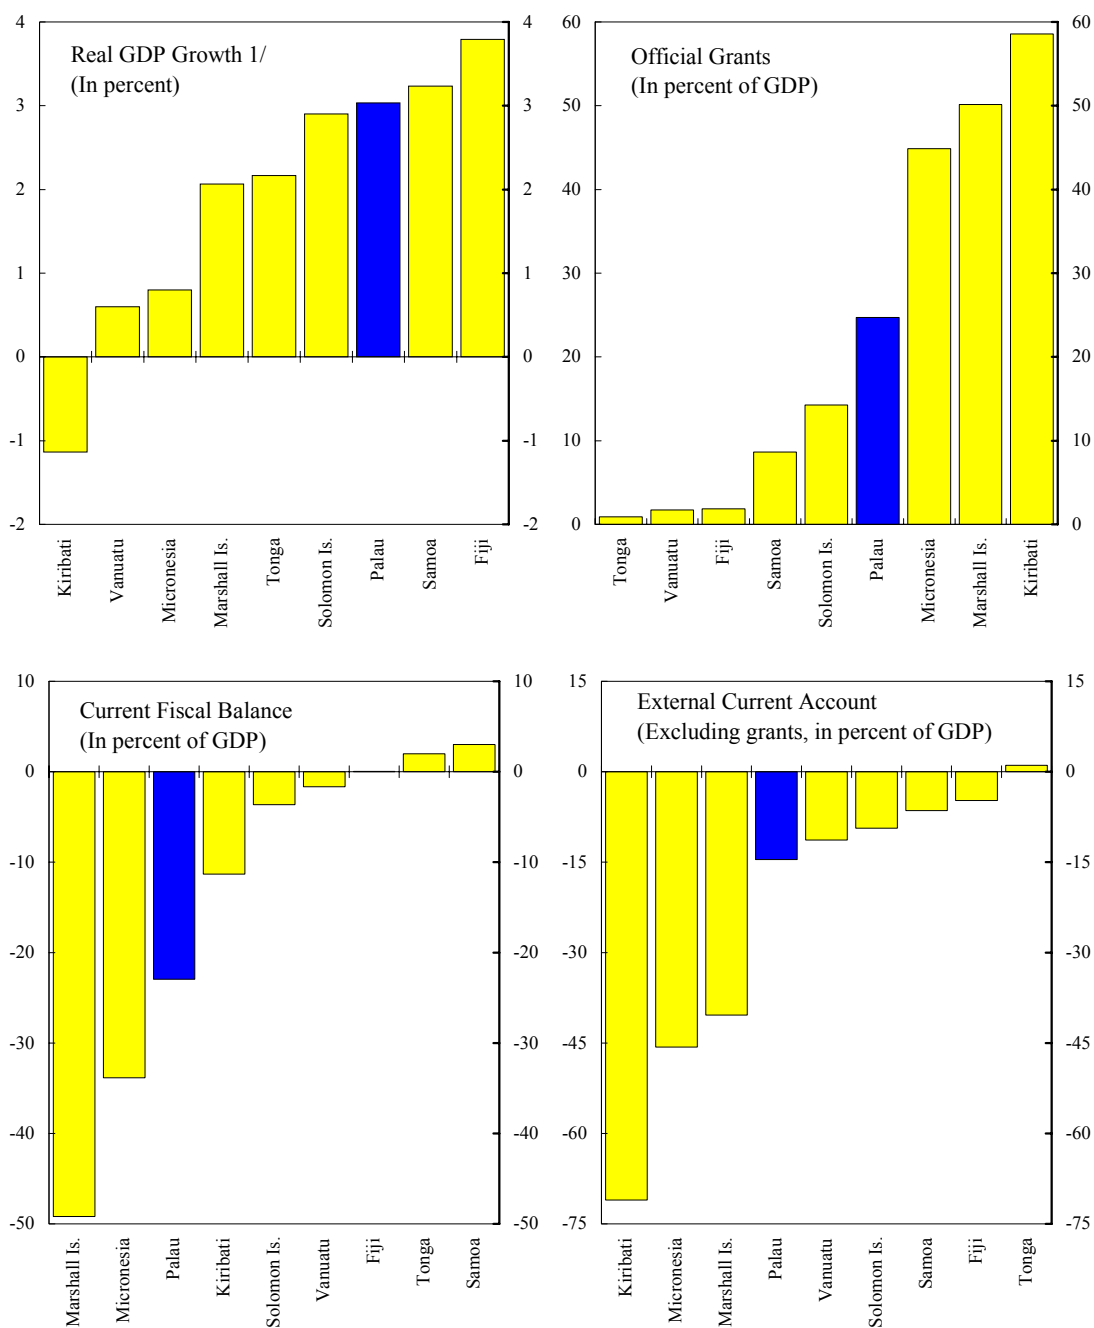 Real GDP Growth 1/
(In percent)
4
3
2
1
0
-1
-2
4
3
2
1
0
-1
-2
Kiribati
Vanuatu
Micronesia
Marshall Is.
Tonga
Solomon Is.
Palau
Samoa
Fiji
Official Grants
(In percent of GDP)
60
50
40
30
20
10
0
60
50
40
30
20
10
0
Tonga
Vanuatu
Fiji
Samoa
Solomon Is.
Palau
Micronesia
Marshall Is.
Kiribati
Current Fiscal Balance
(In percent of GDP)
10
0
-10
-20
-30
-40
-50
10
0
-10
-20
-30
-40
-50
Marshall Is.
Micronesia
Palau
Kiribati
Solomon Is.
Vanuatu
Fiji
Tonga
Samoa
External Current Account
(Excluding grants, in percent of GDP)
15
0
-15
-30
-45
-60
-75
15
0
-15
-30
-45
-60
-75
Kiribati
Micronesia
Marshall Is.
Palau
Vanuatu
Solomon Is.
Samoa
Fiji
Tonga